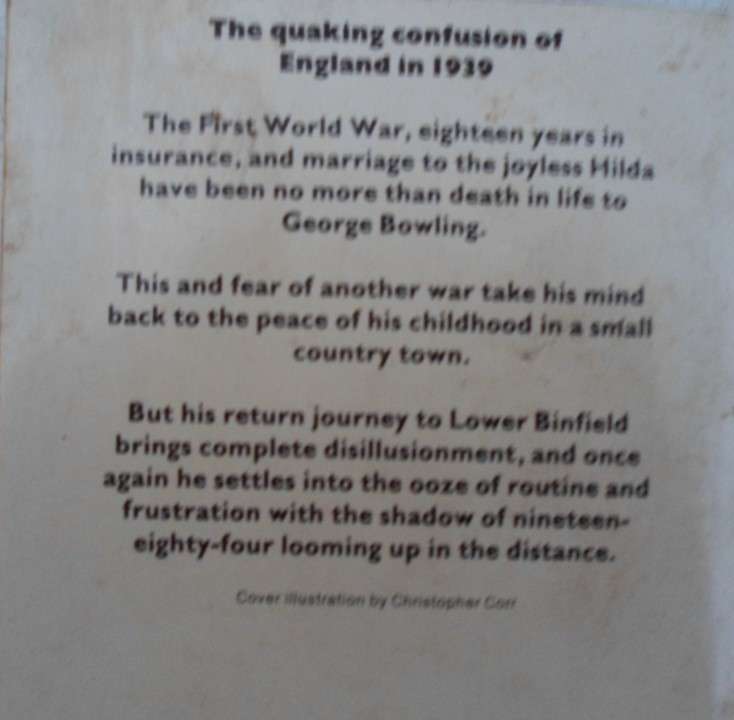 The quaking confusion of
England in 1939
The First World War, eighteen years in
insurance, and marriage to the joyless Hilda
have been no more than death in life to
George Bowling.
This and fear of another war take his mind
back to the peace of his childhood in a small
country town.
But his return journey to Lower Binfield
brings complete disillusionment, and once
again he settles into the ooze of routine and
frustration with the shadow of nineteen-
eighty-four looming up in the distance.
Cover illustration by Christopher Corr